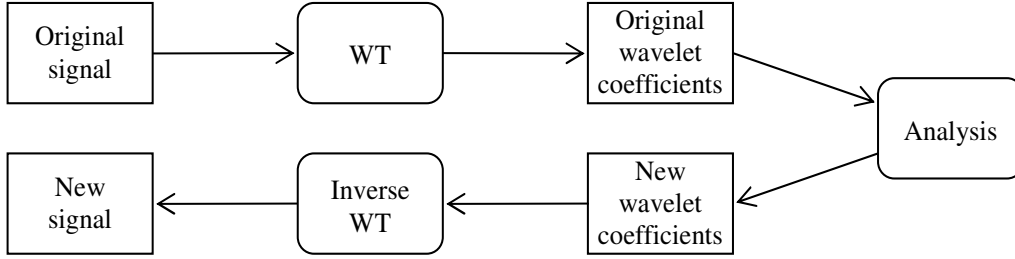 Original
signal
WT
Original
wavelet
coefficients
Analysis
New
signal
Inverse
WT
New
wavelet
coefficients